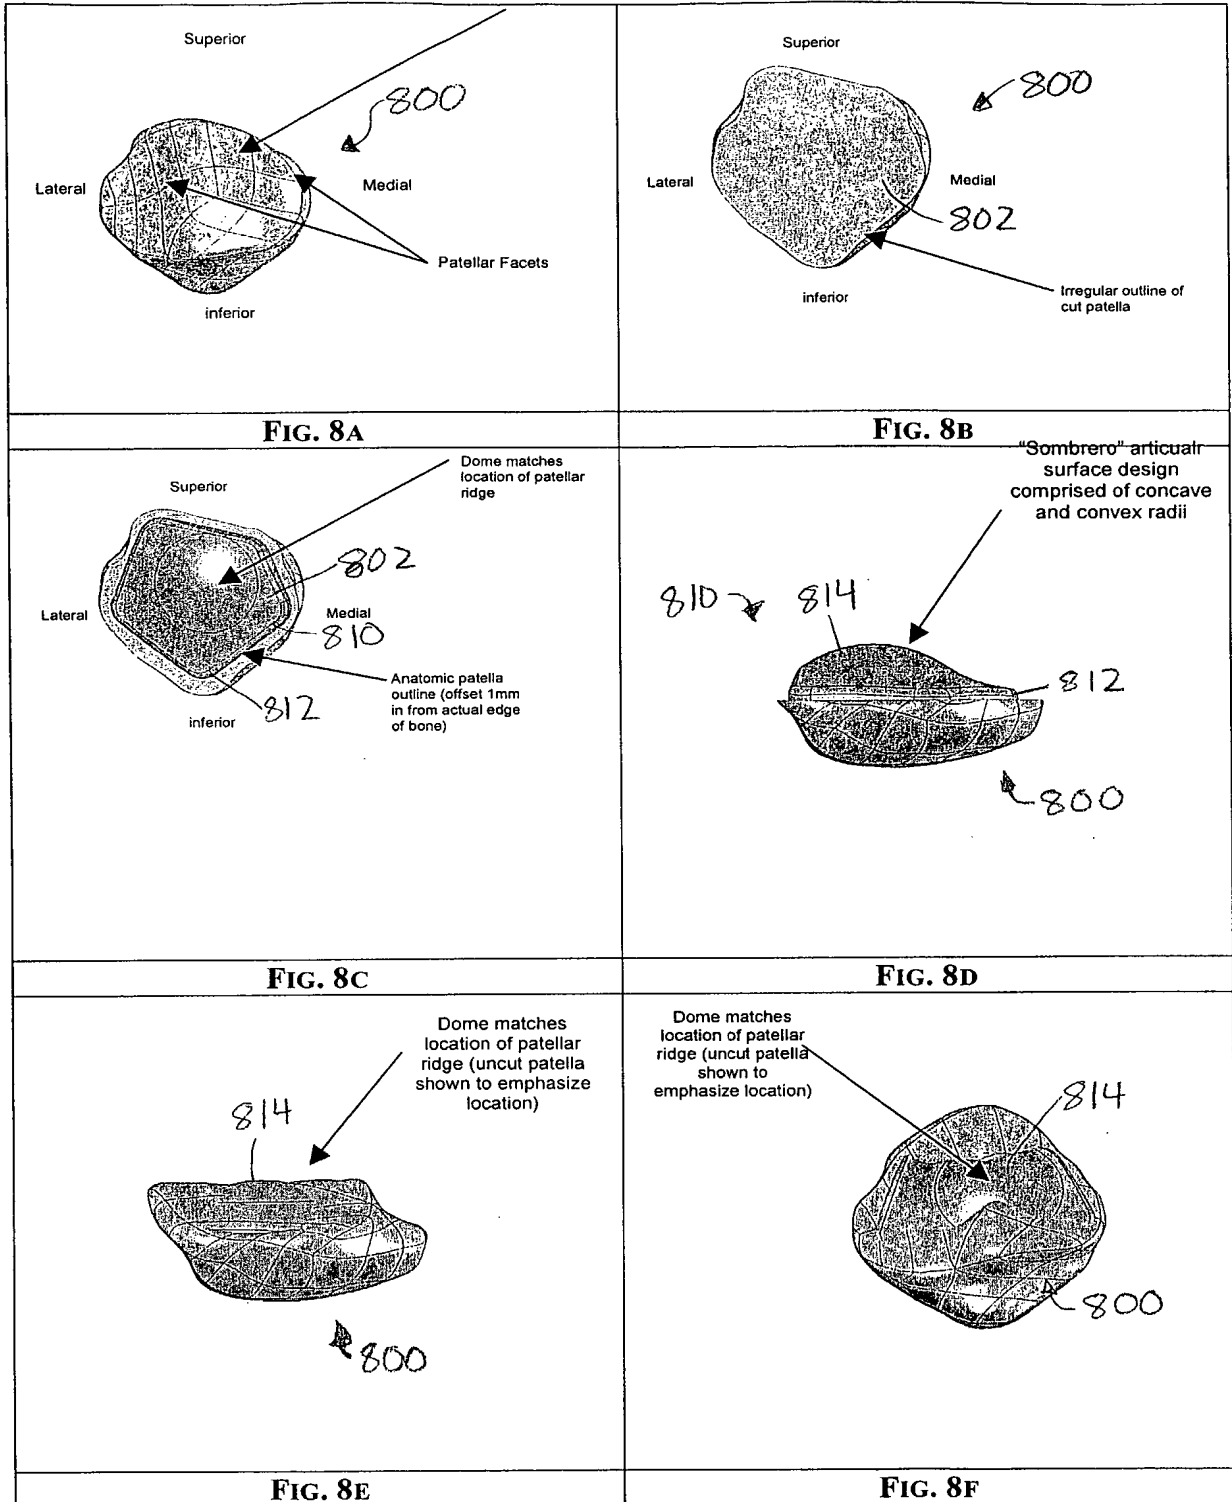 Superior
800
Lateral
Medial
Patellar Facets
inferior
FIG. 8A
Superior
800
Lateral
Medial
802
Irregular outline of
cut patella
inferior
FIG. 8B
Dome matches
location of patellar
ridge
Superior
802
Lateral
Medial
810
Anatomic patella
outline (offset 1mm
in from actual edge
of bone)
812
inferior
FIG. 8C
"Sombrero" articualr
surface design
comprised of concave
and convex radii
810
814
812
800
FIG. 8D
Dome matches
location of patellar
ridge (uncut patella
shown to emphasize
location)
814
800
FIG. 8E
Dome matches
location of patellar
ridge (uncut patella
shown to
emphasize location)
814
800
FIG. 8F